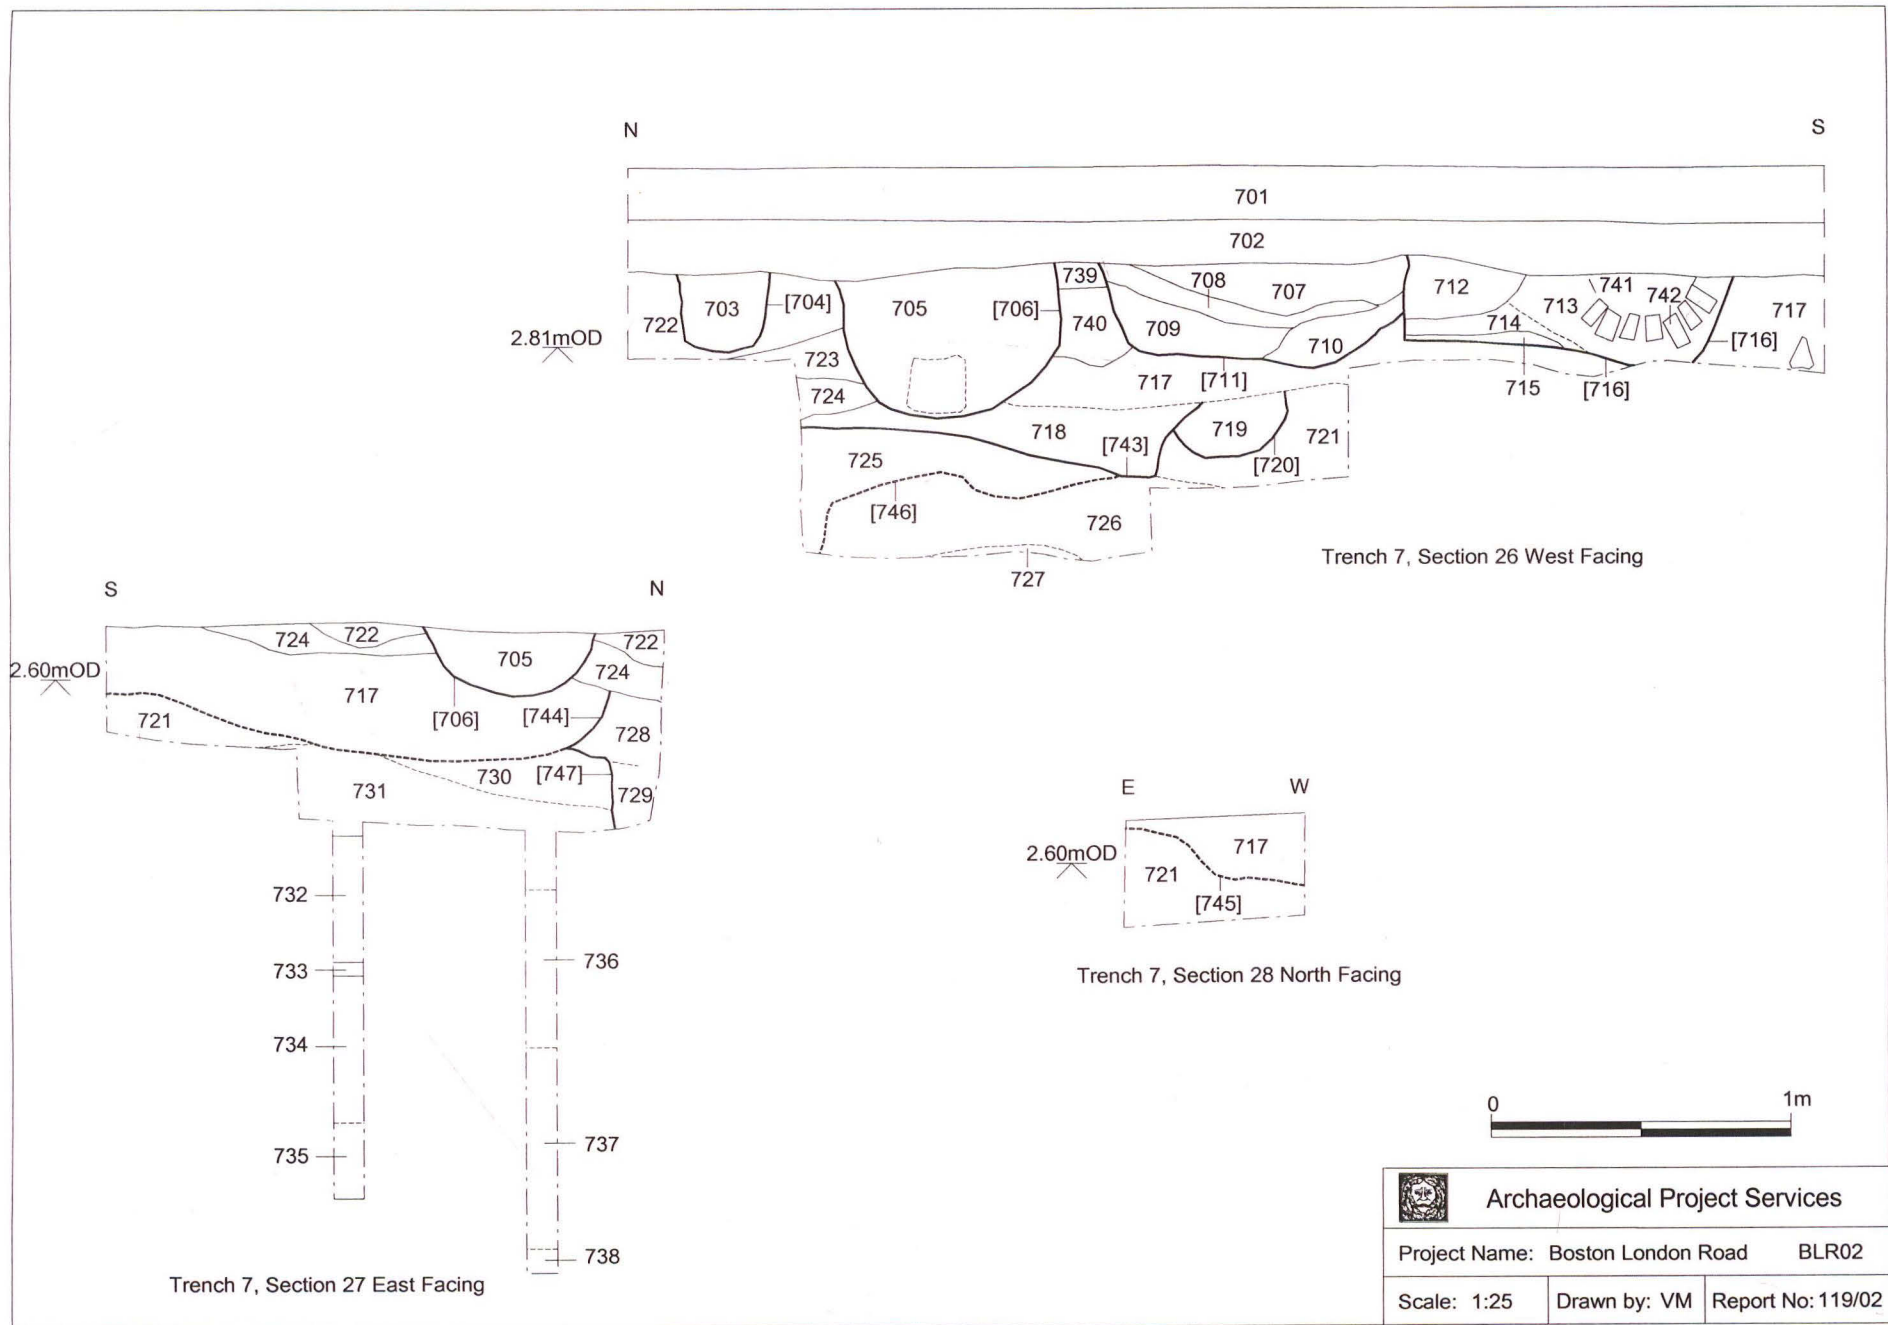 N S
701
702
739
708 707
712
741
703 [704] 705 [706]
742
713
717
722
740 709
714
2.81mOD
710
[716]
723
717 [711]
715 [716]
724
718 719 721
[743]
725 [720]
[746] 726
Trench 7, Section 26 West Facing
727
S N
724 722 722
705
2.60mOD
724
717
721 [706] [744] 728
730 [747]
731 729
E W
2.60mOD
717
721
[745]
Trench 7, Section 28 North Facing
732
733
734
735
736
737
738
Trench 7, Section 27 East Facing
0 1m
Archaeological Project Services
Project Name: Boston London Road BLR02
Scale: 1:25 Drawn by: VM Report No: 119/02